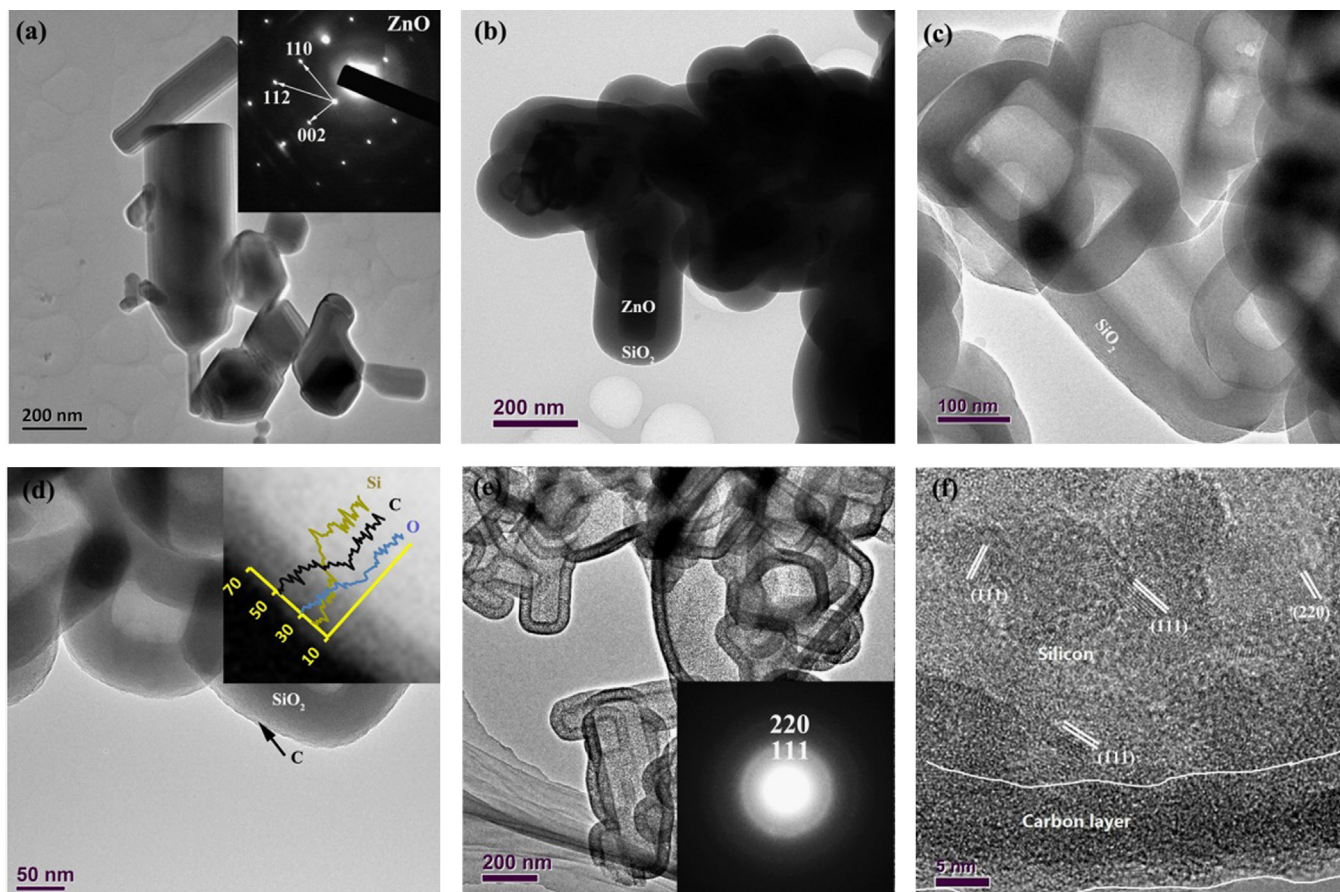 (a)
ZnO
110
112
002
200 nm
(b)
ZnO
SiO₂
200 nm
(c)
SiO₂
100 nm
(d)
Si
C
O
70
50
30
10
SiO₂
C
50 nm
(e)
220
111
200 nm
(f)
(111)
(111)
(220)
Silicon
(111)
Carbon layer
5 nm